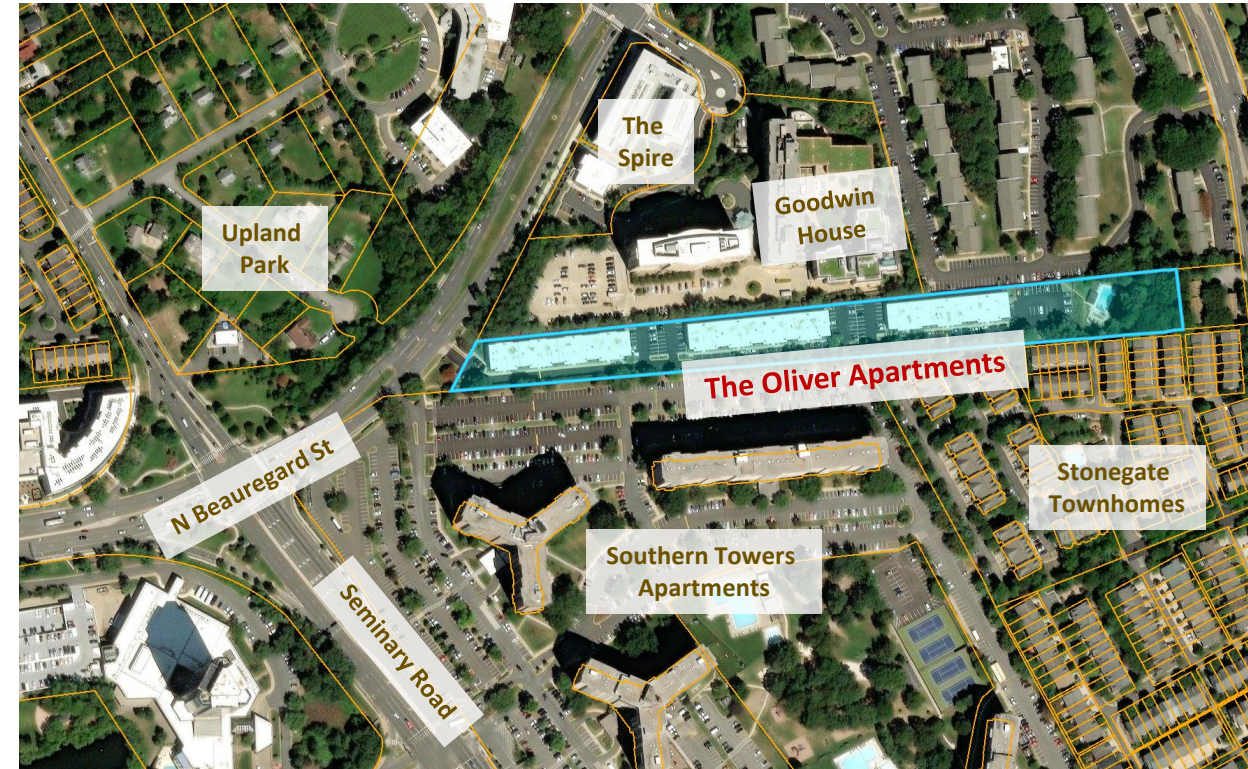 The
Spire
Goodwin
House
Upland
Park
The Oliver Apartments
N Beauregard St
Stonegate
Townhomes
Southern Towers
Apartments
Seminary Road